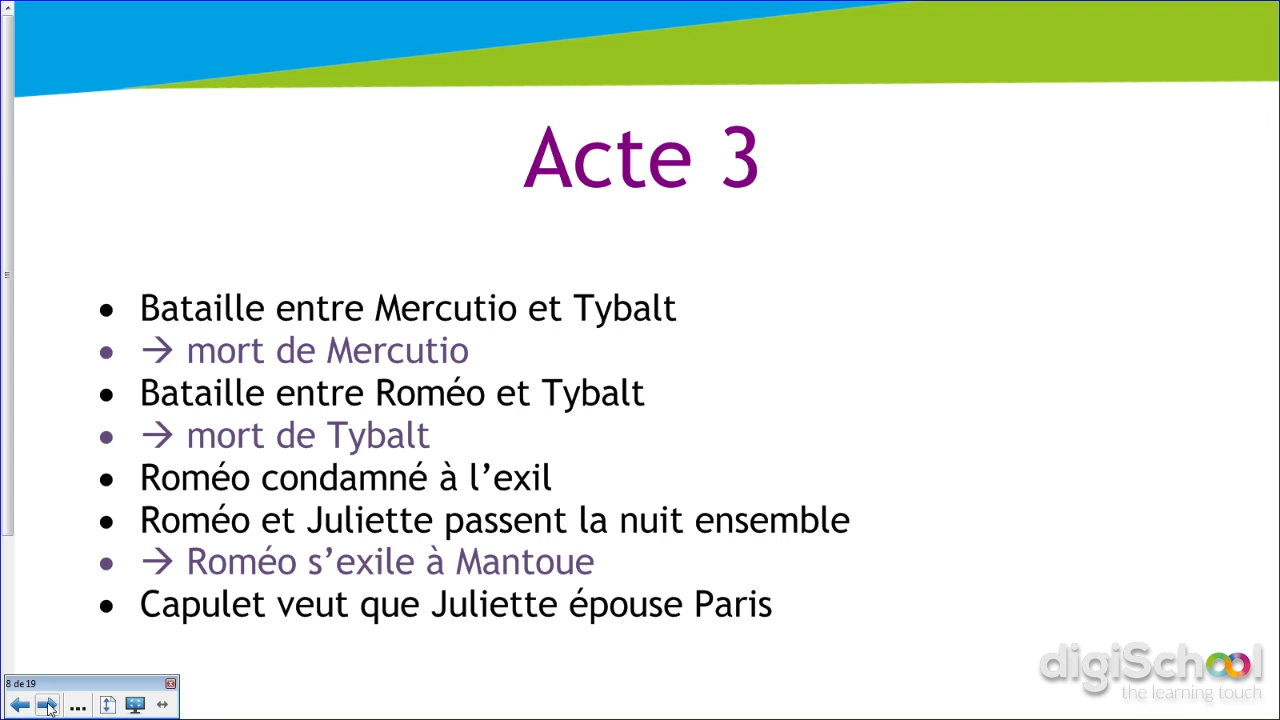 Acte 3
• Bataille entre Mercutio et Tybalt
• → mort de Mercutio
• Bataille entre Roméo et Tybalt
• → mort de Tybalt
• Roméo condamné à l’exil
• Roméo et Juliette passent la nuit ensemble
• → Roméo s’exile à Mantoue
• Capulet veut que Juliette épouse Paris
digiSchool
the learning touch
8 de 19
...